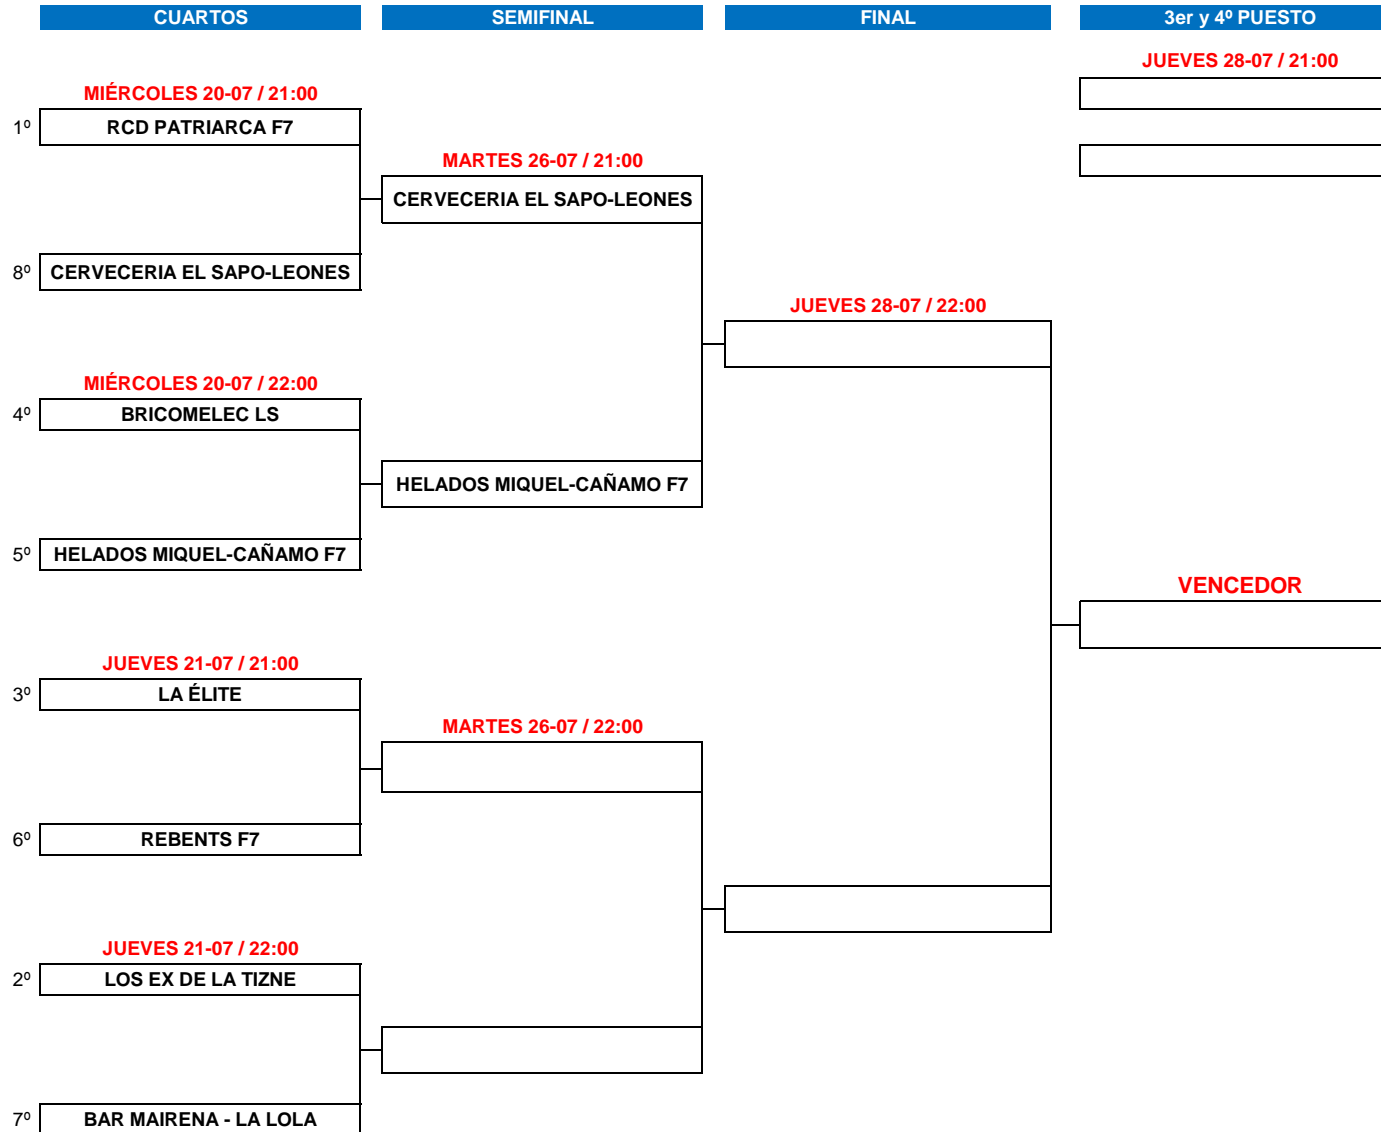 CUARTOS SEMIFINAL FINAL 3er y 4º PUESTO
JUEVES 28-07 / 21:00
MIÉRCOLES 20-07 / 21:00
1º RCD PATRIARCA F7
MARTES 26-07 / 21:00
CERVECERIA EL SAPO-LEONES
8º CERVECERIA EL SAPO-LEONES
JUEVES 28-07 / 22:00
MIÉRCOLES 20-07 / 22:00
4º BRICOMELEC LS
HELADOS MIQUEL-CAÑAMO F7
5º HELADOS MIQUEL-CAÑAMO F7
VENCEDOR
JUEVES 21-07 / 21:00
3º LA ÉLITE
MARTES 26-07 / 22:00
6º REBENTS F7
JUEVES 21-07 / 22:00
2º LOS EX DE LA TIZNE
7º BAR MAIRENA - LA LOLA